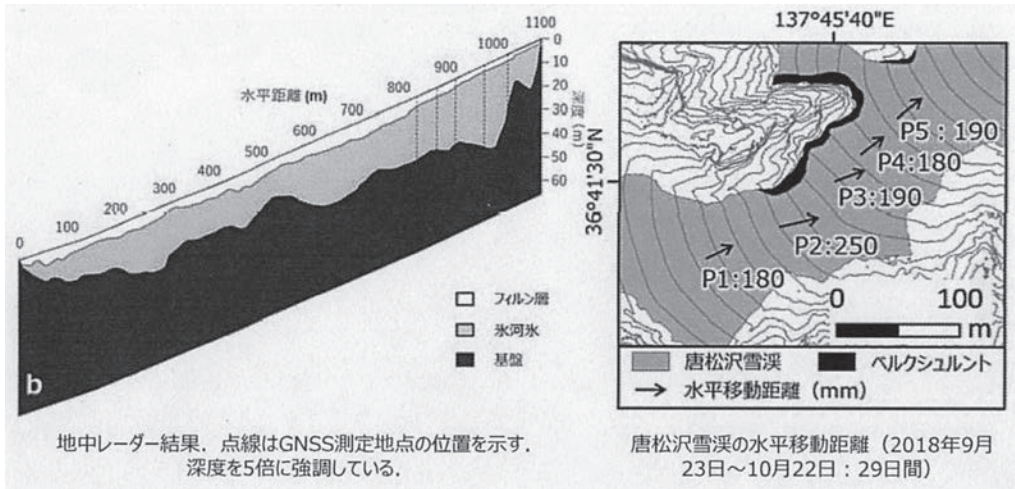 水平距離 (m)
0
100
200
300
400
500
600
700
800
900
1000
1100
0
10
20
30
40
50
60
深度 (m)
フィルン層
氷河氷
基盤
b
地中レーダー結果．点線はGNSS測定地点の位置を示す．
深度を5倍に強調している．
137°45'40"E
36°41'30"N
P5：190
P4:180
P3:190
P2:250
P1:180
0 100
m
唐松沢雪渓 ベルクシュルント
水平移動距離（mm）
唐松沢雪渓の水平移動距離（2018年9月
23日～10月22日：29日間）